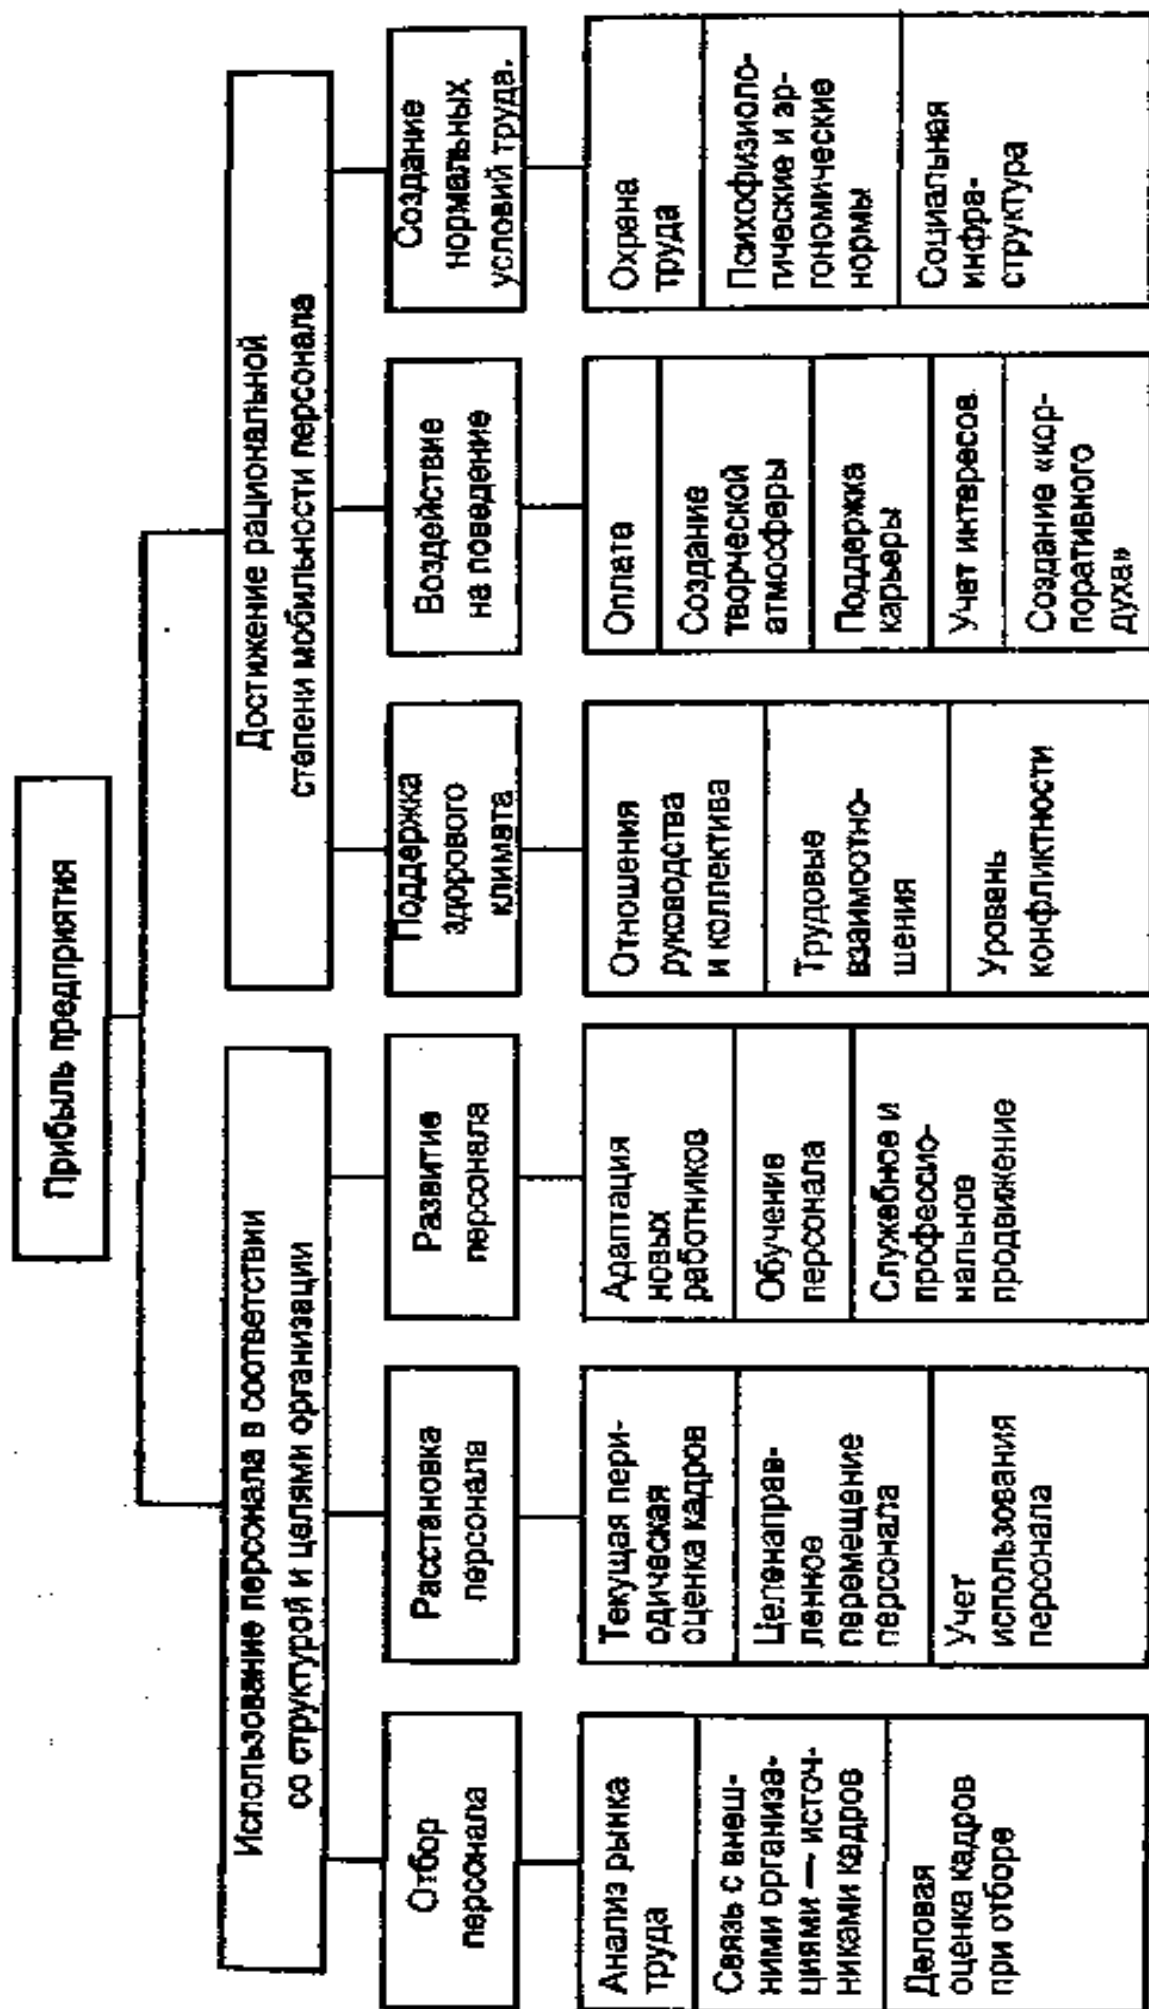 Прибыль предприятия
Использование персонала в соответствии
со структурой и целями организации
Достижение рациональной
степени мобильности персонала
Отбор
персонала
Расстановка
персонала
Развитие
персонала
Поддержка
здорового
климата
Воздействие
на поведение
Создание
нормальных
условий труда.
Анализ рынка
труда
Связь с внеш-
ними организа-
циями — источ-
никами кадров
Деловая
оценка кадров
при отборе
Текущая пери-
одическая
оценка кадров
Целенаправ-
ленное
перемещение
персонала
Учет
использования
персонала
Адаптация
новых
работников
Обучение
персонала
Служебное и
профессио-
нальное
продвижение
Отношения
руководства
и коллектива
Трудовые
взаимоотно-
шения
Уровень
конфликтности
Оплата
Создание
творческой
атмосферы
Поддержка
карьеры
Учет интересов
Создание «кор-
поративного
духа»
Охрана
труда
Психофизиоло-
гические и эр-
гономические
нормы
Социальная
инфра-
структура